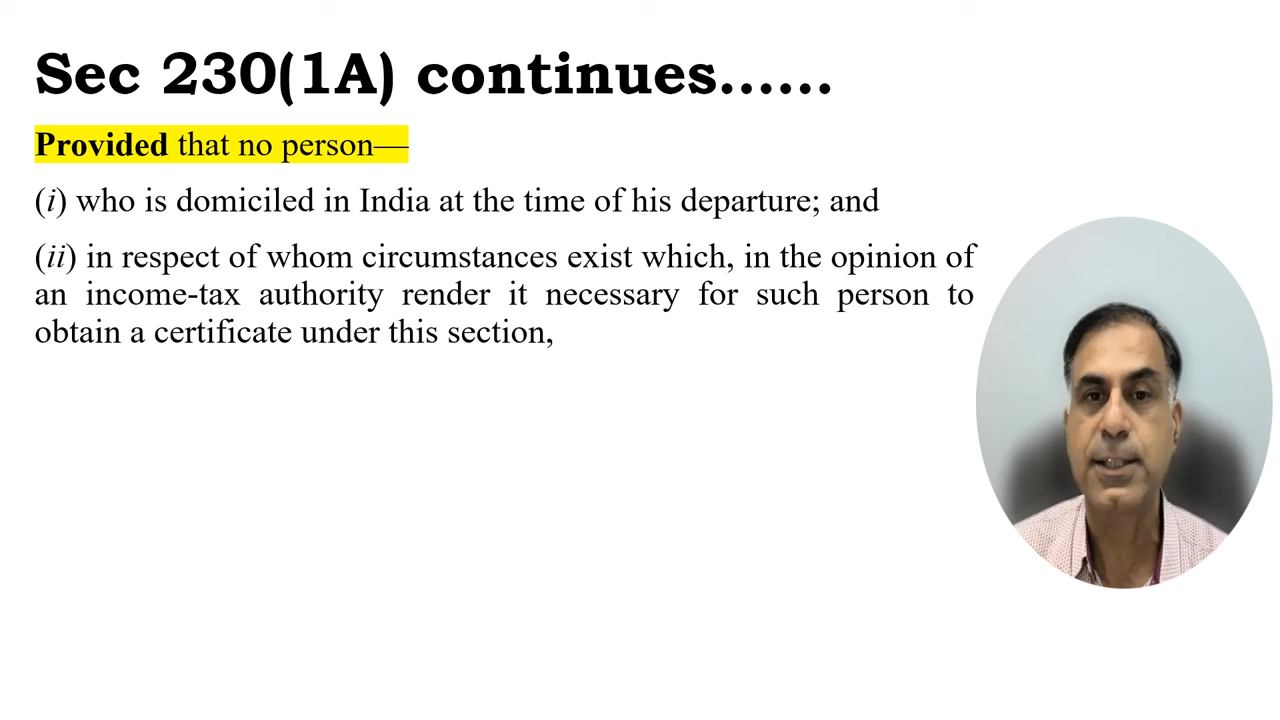 Sec 230(1A) continues......
Provided that no person—
(i) who is domiciled in India at the time of his departure; and
(ii) in respect of whom circumstances exist which, in the opinion of
an income-tax authority render it necessary for such person to
obtain a certificate under this section,